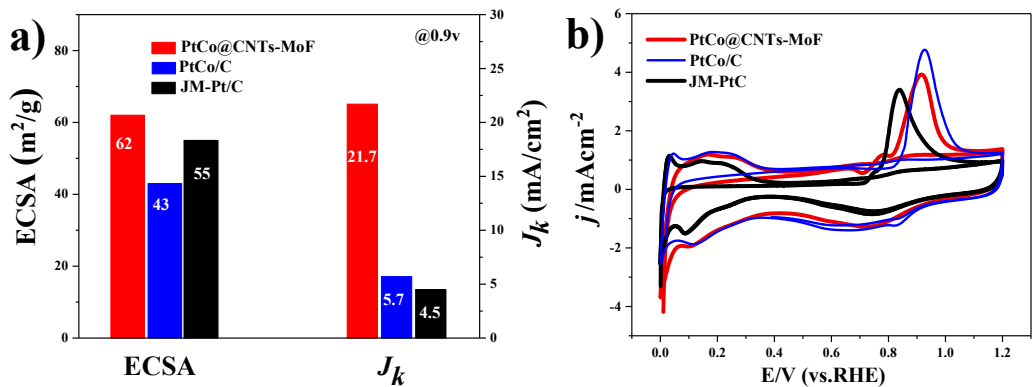 a)
@0.9v
PtCo@CNTs-MoF
PtCo/C
JM-Pt/C
ECSA (m²/g)
80
60
40
20
0
62
43
55
21.7
5.7
4.5
30
25
20
15
10
5
0
J_k (mA/cm²)
ECSA
J_k
b)
PtCo@CNTs-MoF
PtCo/C
JM-PtC
j/mAcm⁻²
6
4
2
0
-2
-4
0.0 0.2 0.4 0.6 0.8 1.0 1.2
E/V (vs.RHE)